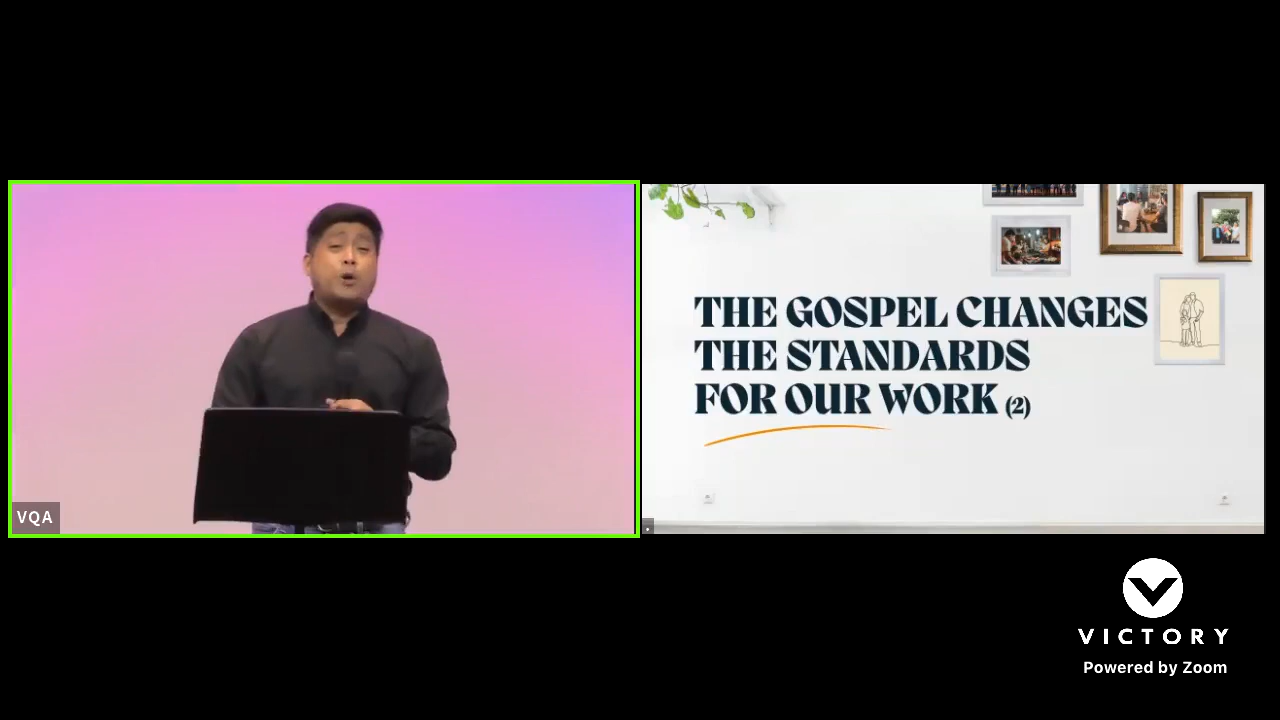 VQA
THE GOSPEL CHANGES
THE STANDARDS
FOR OUR WORK (2)
VICTORY
Powered by Zoom